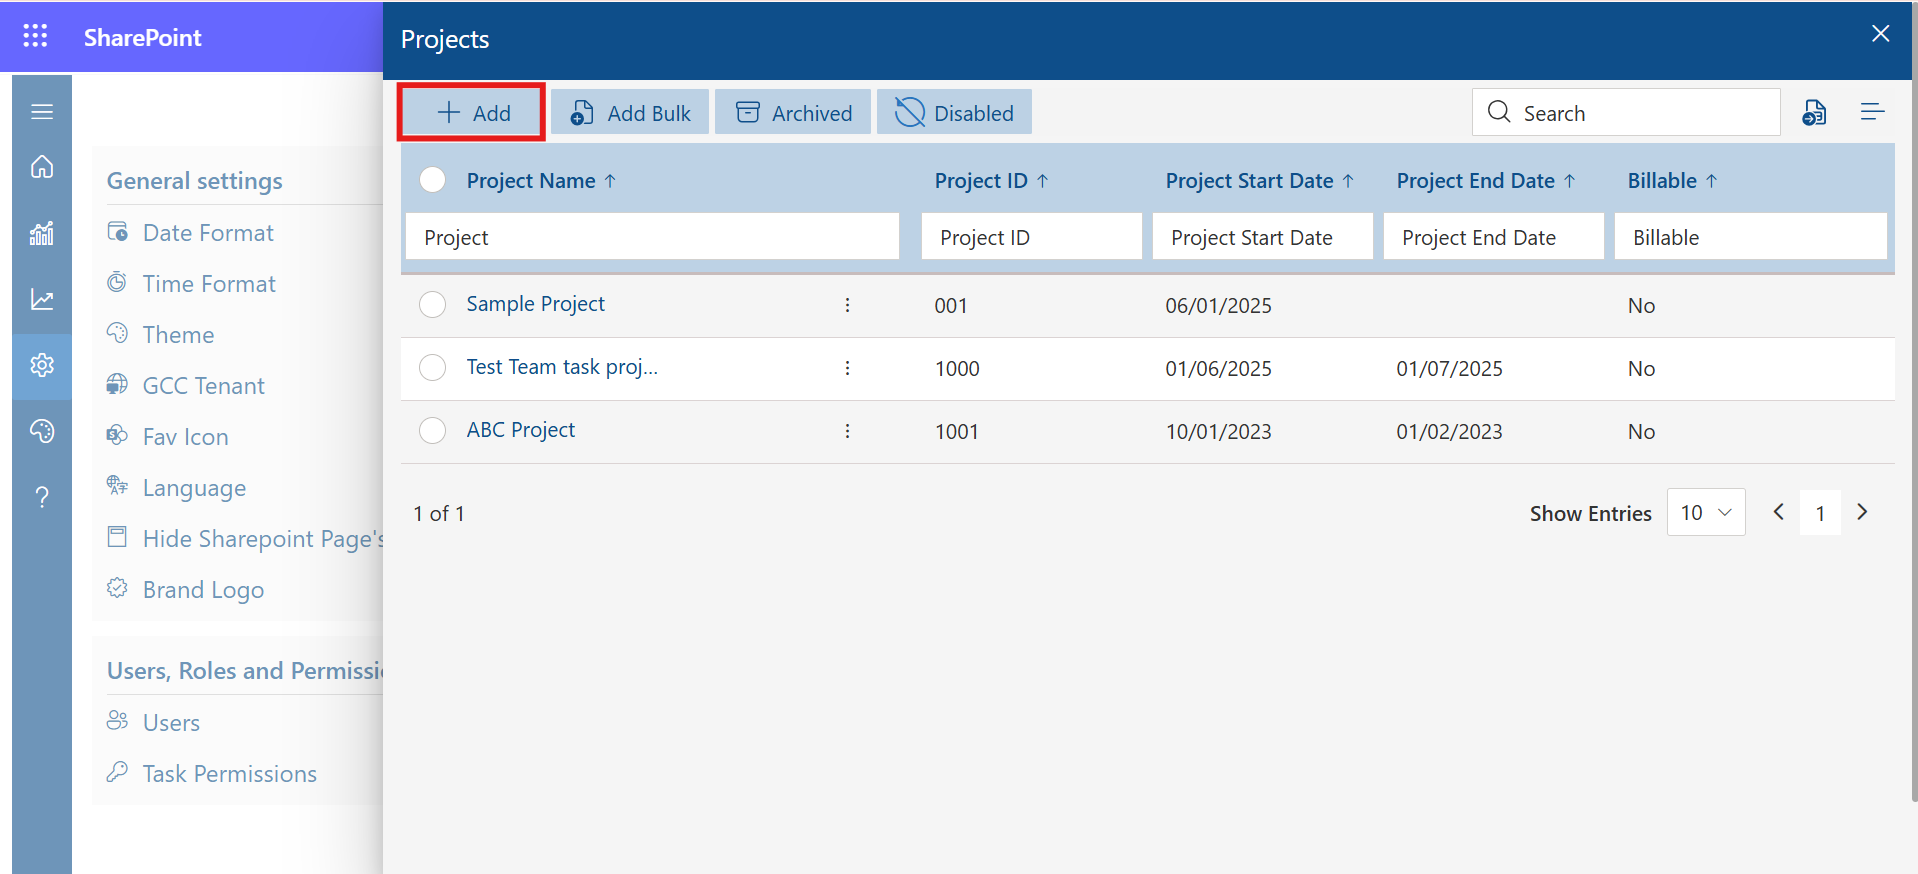 SharePoint
Projects
Add
Add Bulk
Archived
Disabled
Search
General settings
Date Format
Time Format
Theme
GCC Tenant
Fav Icon
Language
Hide Sharepoint Page's
Brand Logo
Users, Roles and Permissi
Users
Task Permissions
Project Name ↑ Project ID ↑ Project Start Date ↑ Project End Date ↑ Billable ↑
Project Project ID Project Start Date Project End Date Billable
Sample Project 001 06/01/2025 No
Test Team task proj... 1000 01/06/2025 01/07/2025 No
ABC Project 1001 10/01/2023 01/02/2023 No
1 of 1
Show Entries 10 1